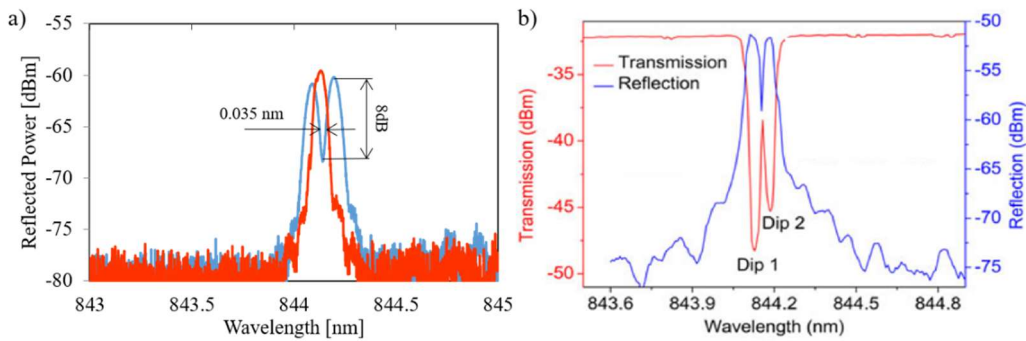 a)
Reflected Power [dBm]
-55
-60
-65
-70
-75
-80
0.035 nm
8dB
843
843.5
844
844.5
845
Wavelength [nm]
b)
Transmission (dBm)
-35
-40
-45
-50
Transmission
Reflection
Dip 2
Dip 1
-50
-55
-60
-65
-70
-75
Reflection (dBm)
843.6
843.9
844.2
844.5
844.8
Wavelength (nm)